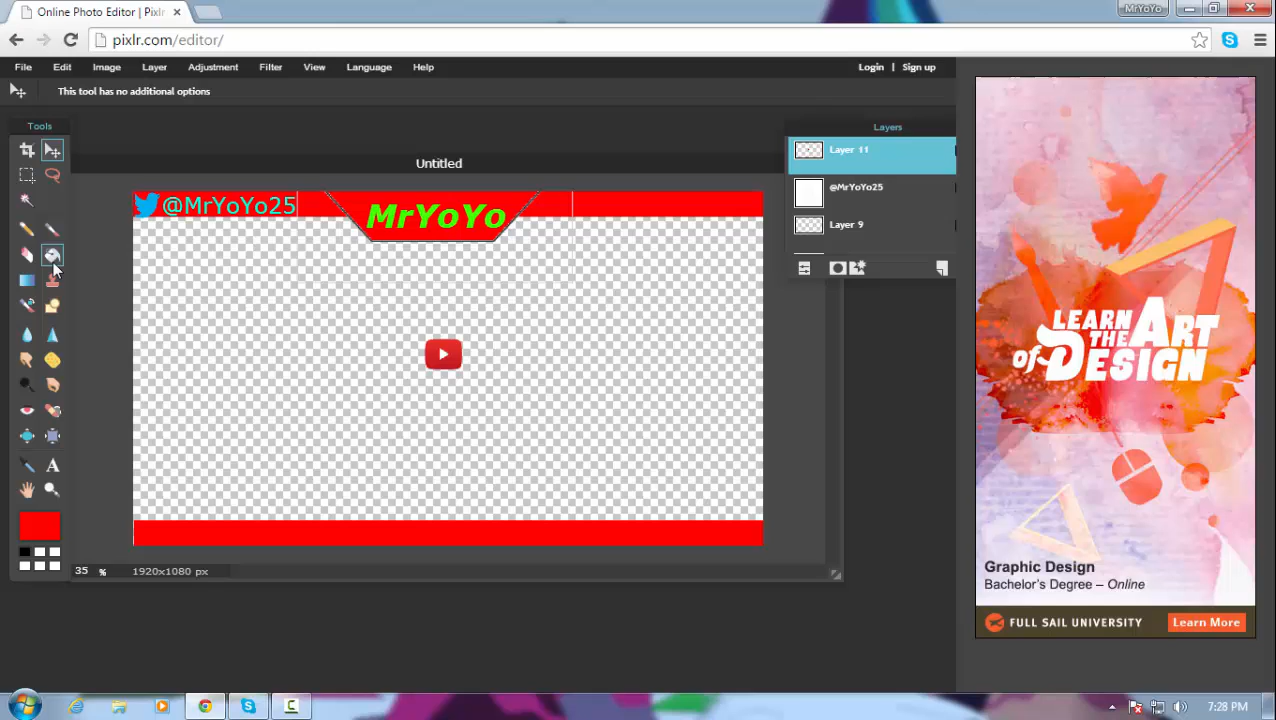 Online Photo Editor | Pixlr
MrYoYo
pixlr.com/editor/
File Edit Image Layer Adjustment Filter View Language Help
Login | Sign up
This tool has no additional options
Tools
Layers
Untitled
Layer 11
@MrYoYo25
Layer 9
@MrYoYo25
MrYoYo
A
35 %
1920x1080 px
LEARN
THE ART
OF DESIGN
Graphic Design
Bachelor's Degree – Online
FULL SAIL UNIVERSITY
Learn More
7:28 PM